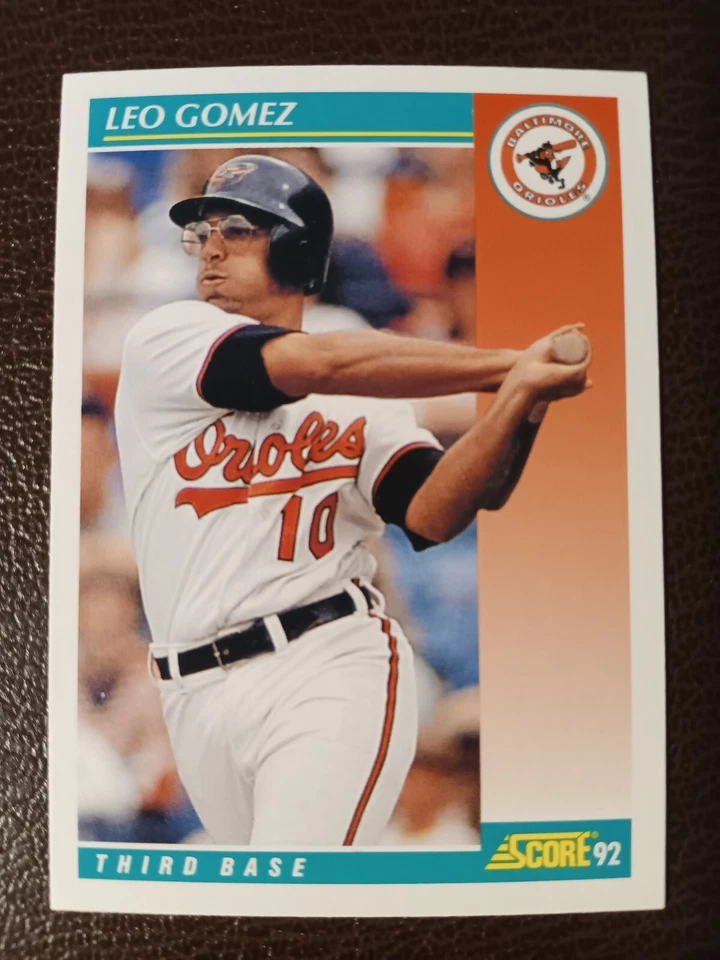 LEO GOMEZ
BALTIMORE
ORIOLES®
Orioles
10
THIRD BASE
SCORE® 92